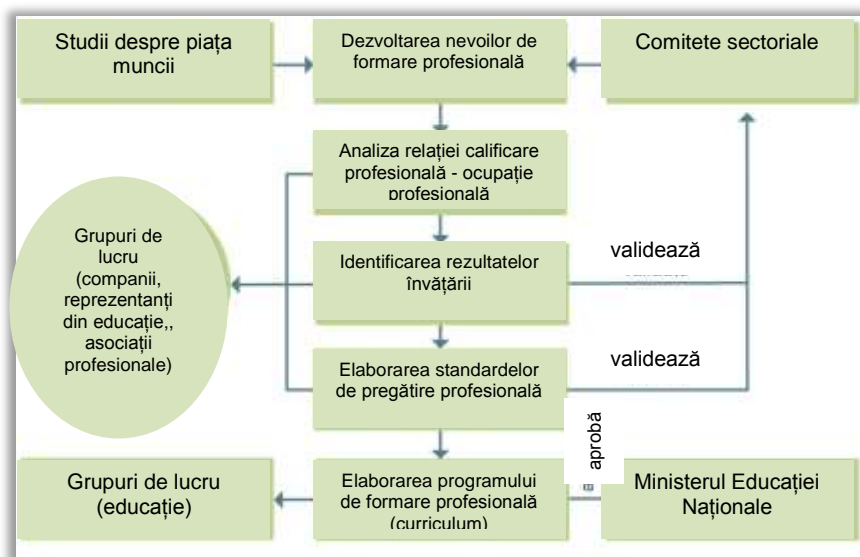 Studii despre piața
muncii
Dezvoltarea nevoilor de
formare profesională
Comitete sectoriale
Analiza relației calificare
profesională - ocupație
profesională
Grupuri de
lucru
(companii,
reprezentanți
din educație,,
asociații
profesionale)
Identificarea rezultatelor
învățării
validează
Elaborarea standardelor
de pregătire profesională
validează
aprobă
Grupuri de lucru
(educație)
Elaborarea programului
de formare profesională
(curriculum)
Ministerul Educației
Naționale